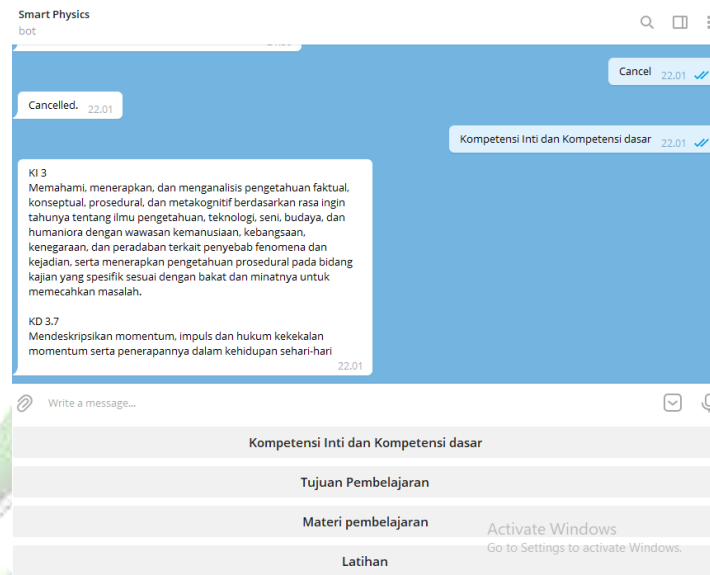 Smart Physics
bot
Cancel 22.01
Cancelled. 22.01
Kompetensi Inti dan Kompetensi dasar 22.01
KI 3
Memahami, menerapkan, dan menganalisis pengetahuan faktual,
konseptual, prosedural, dan metakognitif berdasarkan rasa ingin
tahunya tentang ilmu pengetahuan, teknologi, seni, budaya, dan
humaniora dengan wawasan kemanusiaan, kebangsaan,
kenegaraan, dan peradaban terkait penyebab fenomena dan
kejadian, serta menerapkan pengetahuan prosedural pada bidang
kajian yang spesifik sesuai dengan bakat dan minatnya untuk
memecahkan masalah.
KD 3.7
Mendeskripsikan momentum, impuls dan hukum kekekalan
momentum serta penerapannya dalam kehidupan sehari-hari
22.01
Write a message...
Kompetensi Inti dan Kompetensi dasar
Tujuan Pembelajaran
Materi pembelajaran
Activate Windows
Go to Settings to activate Windows.
Latihan